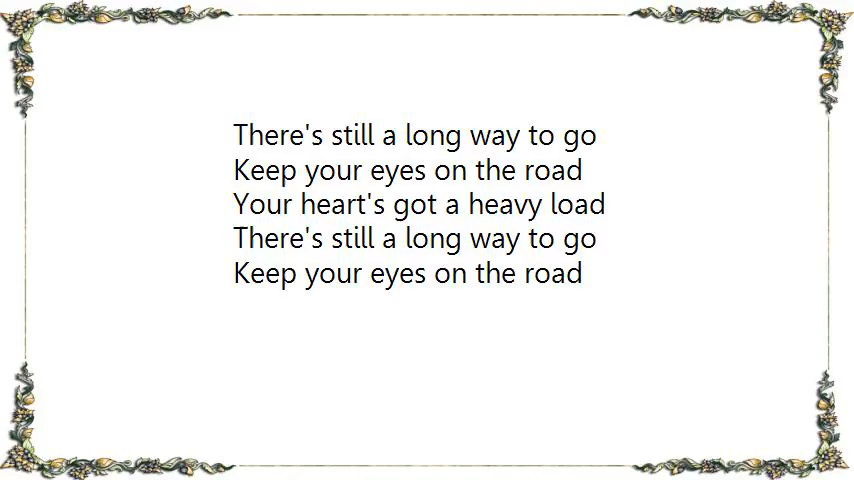 There's still a long way to go
Keep your eyes on the road
Your heart's got a heavy load
There's still a long way to go
Keep your eyes on the road